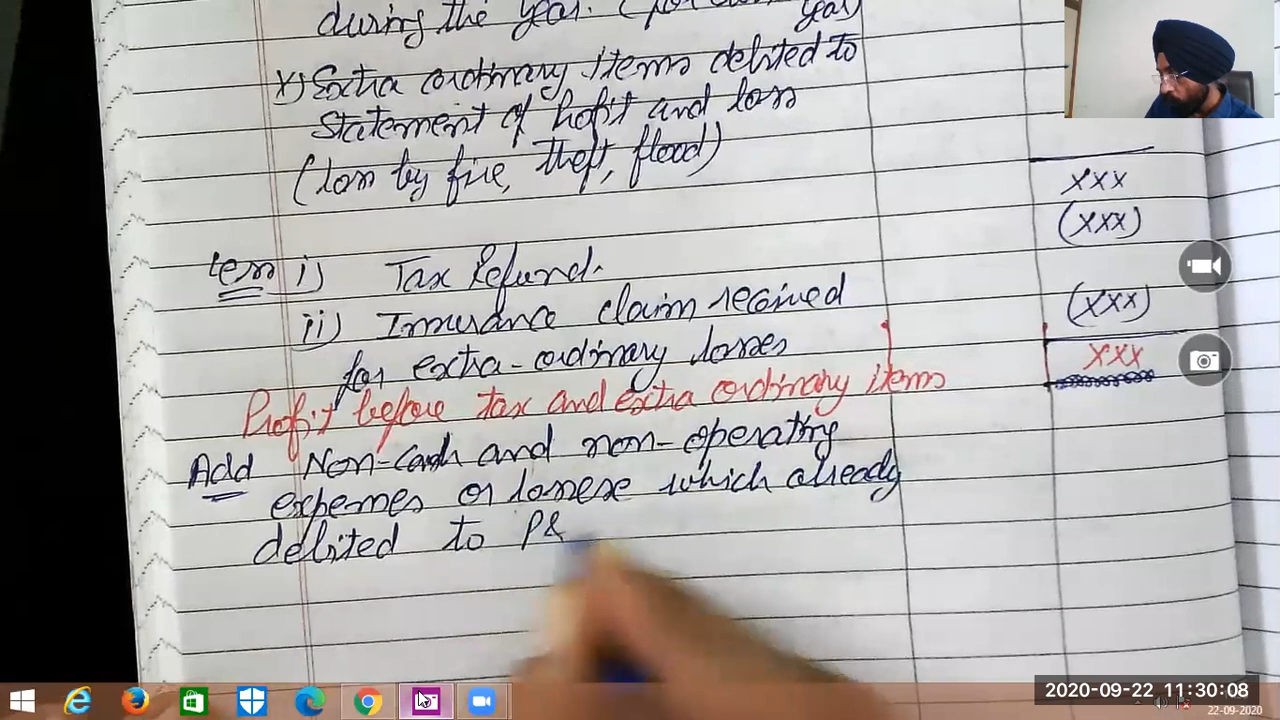 during the year. (for current year)
v) Extra ordinary items debited to
statement of Profit and loss
(loss by fire, theft, flood)
xxx
(xxx)
Less i) Tax Refund.
ii) Insurance claim received (xxx)
for extra-ordinary losses xxx
Profit before tax and extra ordinary items
Add Non-cash and non-operating
expenses or losses which already
debited to P&
2020-09-22 11:30:08
22-09-2020